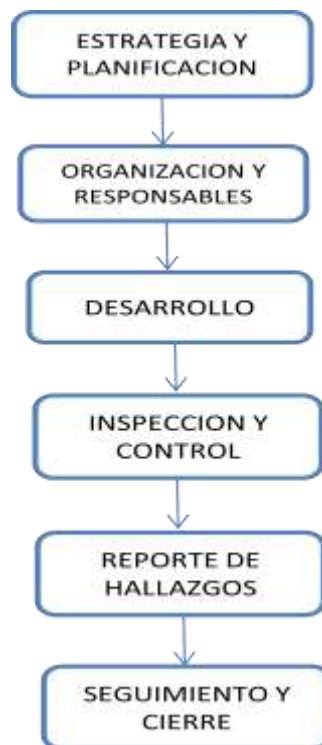 ESTRATEGIA Y
PLANIFICACION
ORGANIZACION Y
RESPONSABLES
DESARROLLO
INSPECCION Y
CONTROL
REPORTE DE
HALLAZGOS
SEGUIMIENTO Y
CIERRE